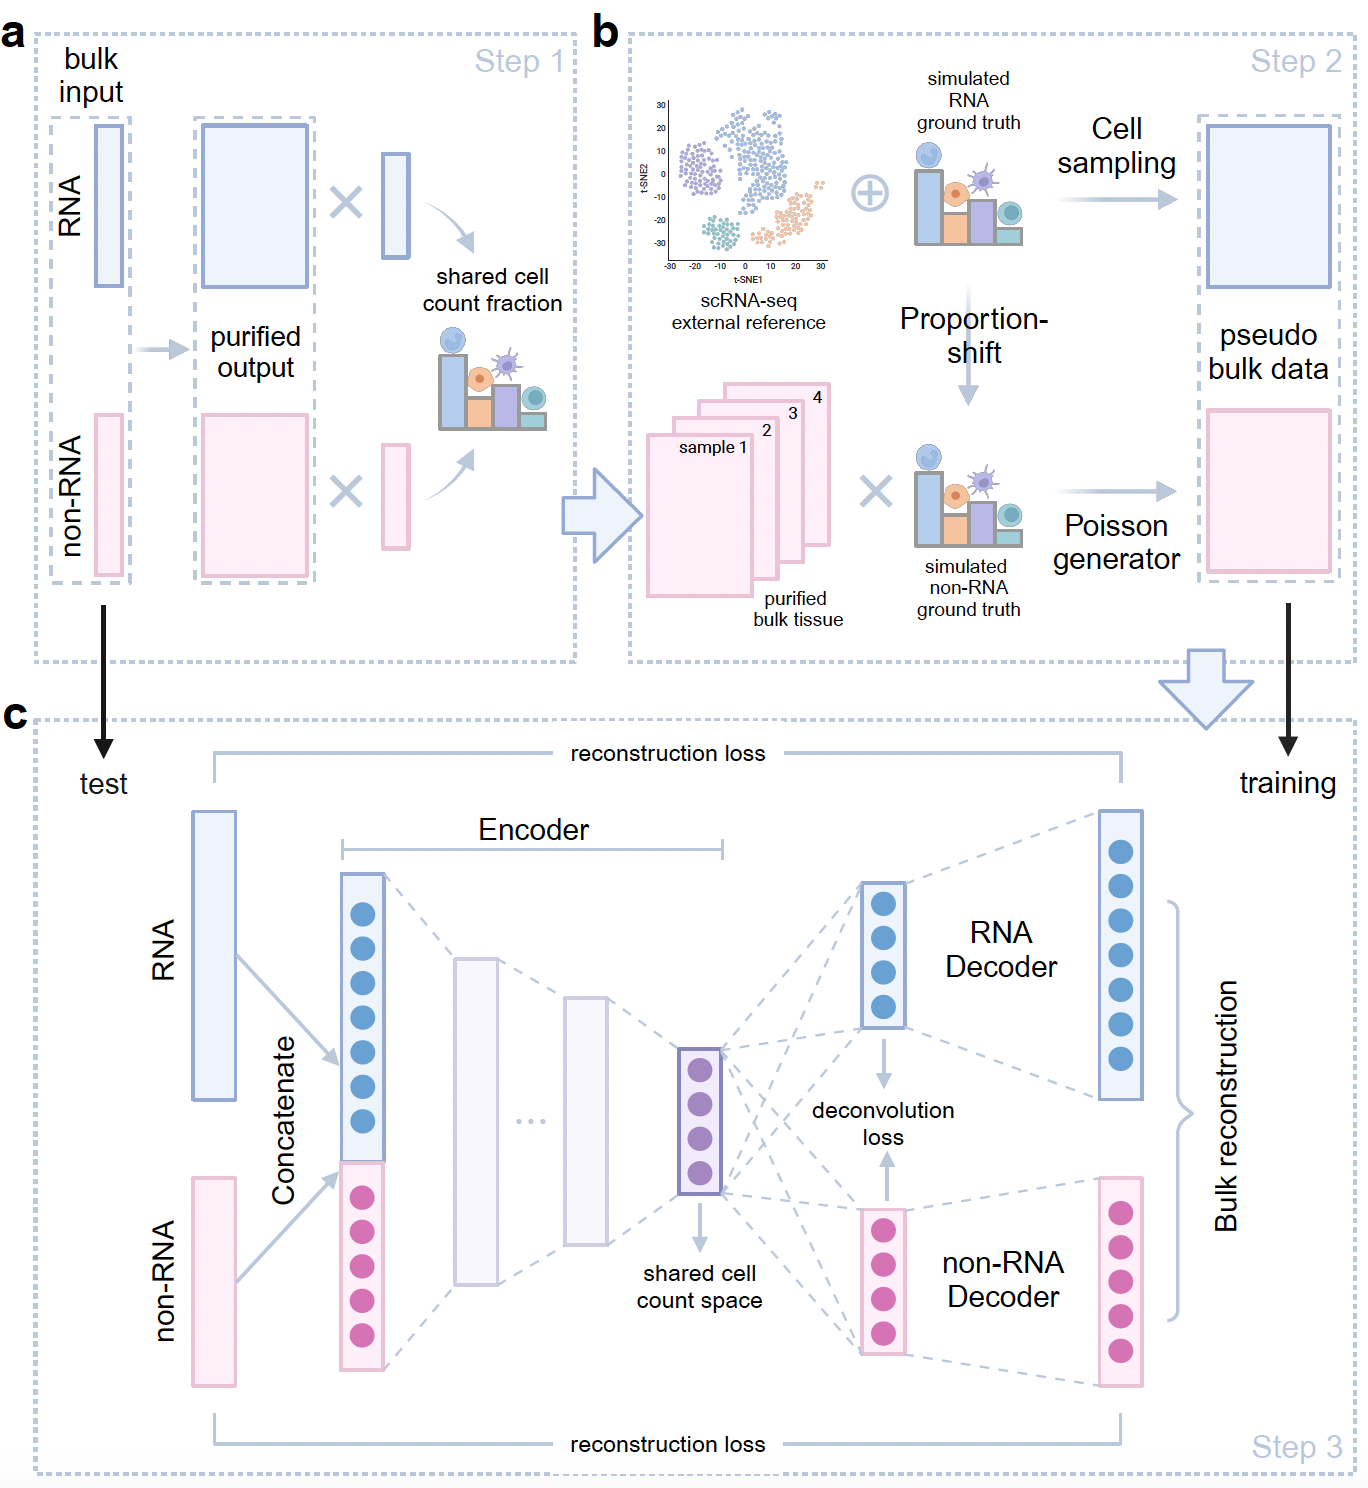 a
Step 1
bulk
input
RNA
non-RNA
purified
output
shared cell
count fraction
b
Step 2
30
20
10
0
-10
-20
-30
t-SNE2
-30 -20 -10 0 10 20 30
t-SNE1
scRNA-seq
external reference
simulated
RNA
ground truth
Cell
sampling
Proportion-
shift
pseudo
bulk data
sample 1
2
3
4
purified
bulk tissue
simulated
non-RNA
ground truth
Poisson
generator
c
test
training
reconstruction loss
Encoder
RNA
non-RNA
Concatenate
...
shared cell
count space
RNA
Decoder
deconvolution
loss
non-RNA
Decoder
Bulk reconstruction
reconstruction loss
Step 3